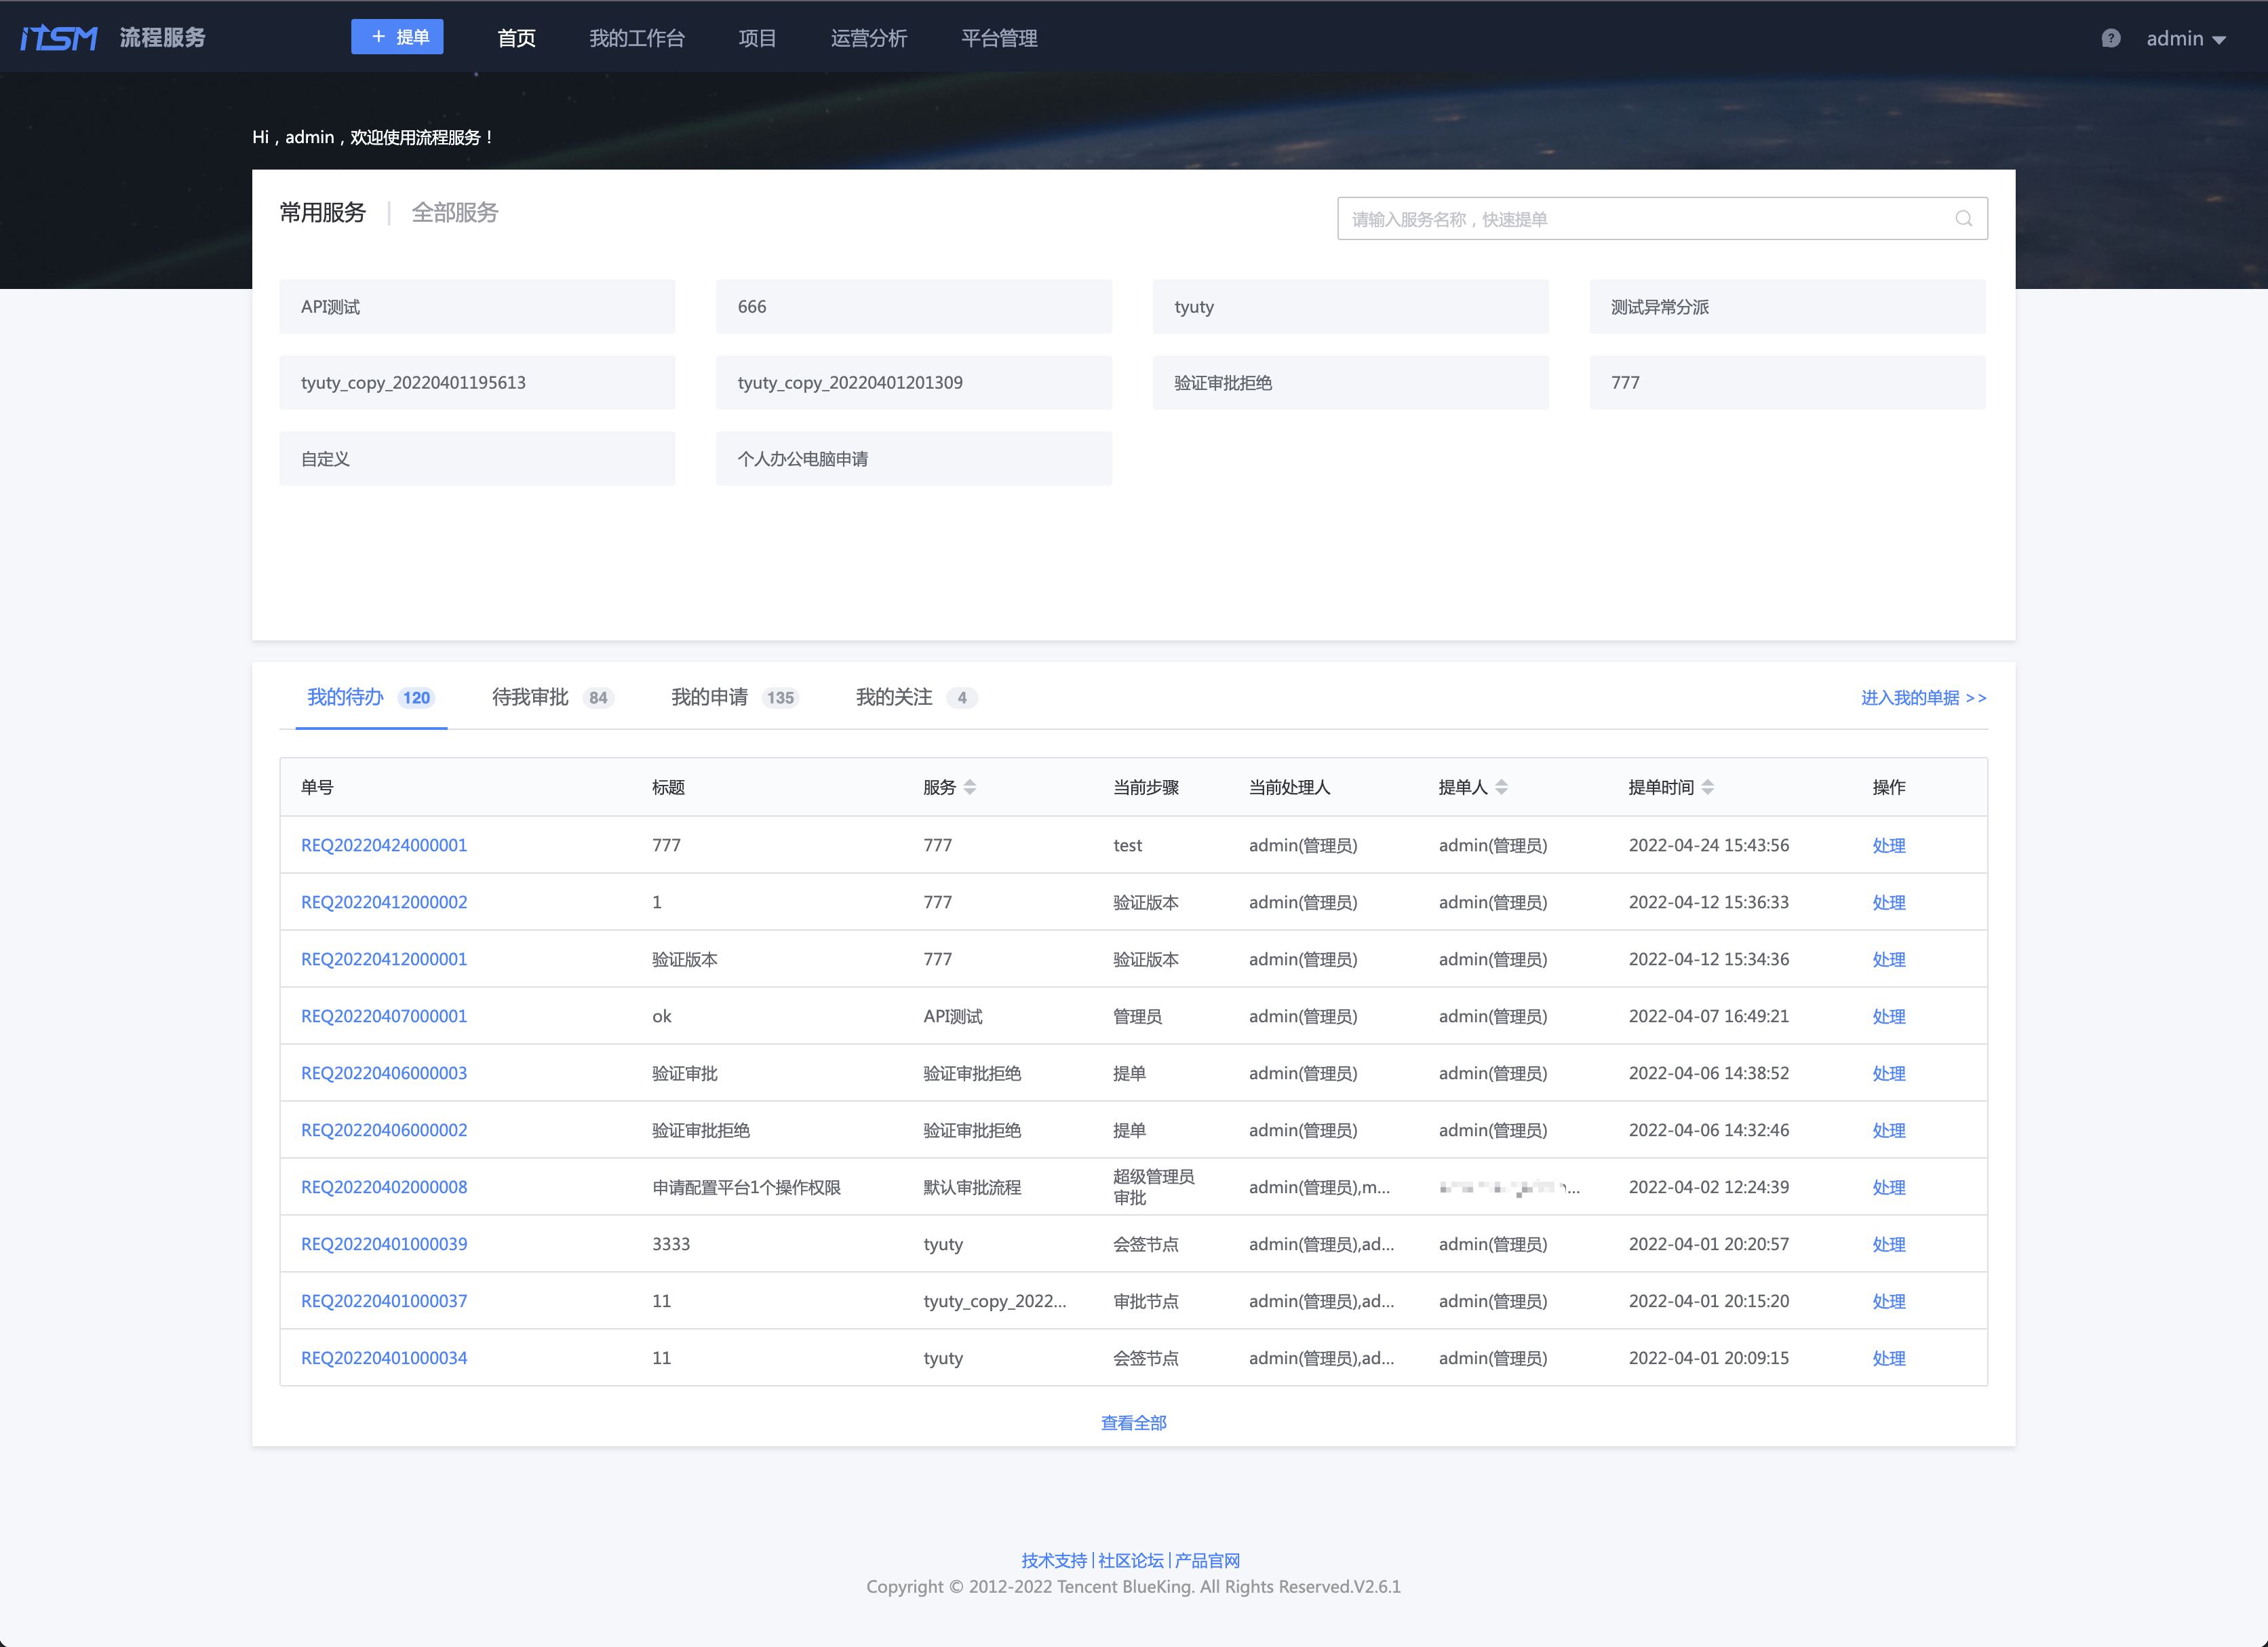 iTSM 流程服务 + 提单 首页 我的工作台 项目 运营分析 平台管理 ? admin
Hi，admin，欢迎使用流程服务！
常用服务 | 全部服务 请输入服务名称，快速提单
API测试 666 tyuty 测试异常分派
tyuty_copy_20220401195613 tyuty_copy_20220401201309 验证审批拒绝 777
自定义 个人办公电脑申请
我的待办 120 待我审批 84 我的申请 135 我的关注 4 进入我的单据 >>
单号 标题 服务 当前步骤 当前处理人 提单人 提单时间 操作
REQ20220424000001 777 777 test admin(管理员) admin(管理员) 2022-04-24 15:43:56 处理
REQ20220412000002 1 777 验证版本 admin(管理员) admin(管理员) 2022-04-12 15:36:33 处理
REQ20220412000001 验证版本 777 验证版本 admin(管理员) admin(管理员) 2022-04-12 15:34:36 处理
REQ20220407000001 ok API测试 管理员 admin(管理员) admin(管理员) 2022-04-07 16:49:21 处理
REQ20220406000003 验证审批 验证审批拒绝 提单 admin(管理员) admin(管理员) 2022-04-06 14:38:52 处理
REQ20220406000002 验证审批拒绝 验证审批拒绝 提单 admin(管理员) admin(管理员) 2022-04-06 14:32:46 处理
REQ20220402000008 申请配置平台1个操作权限 默认审批流程 超级管理员审批 admin(管理员),m... 2022-04-02 12:24:39 处理
REQ20220401000039 3333 tyuty 会签节点 admin(管理员),ad... admin(管理员) 2022-04-01 20:20:57 处理
REQ20220401000037 11 tyuty_copy_2022... 审批节点 admin(管理员),ad... admin(管理员) 2022-04-01 20:15:20 处理
REQ20220401000034 11 tyuty 会签节点 admin(管理员),ad... admin(管理员) 2022-04-01 20:09:15 处理
查看全部
技术支持|社区论坛|产品官网
Copyright © 2012-2022 Tencent BlueKing. All Rights Reserved.V2.6.1